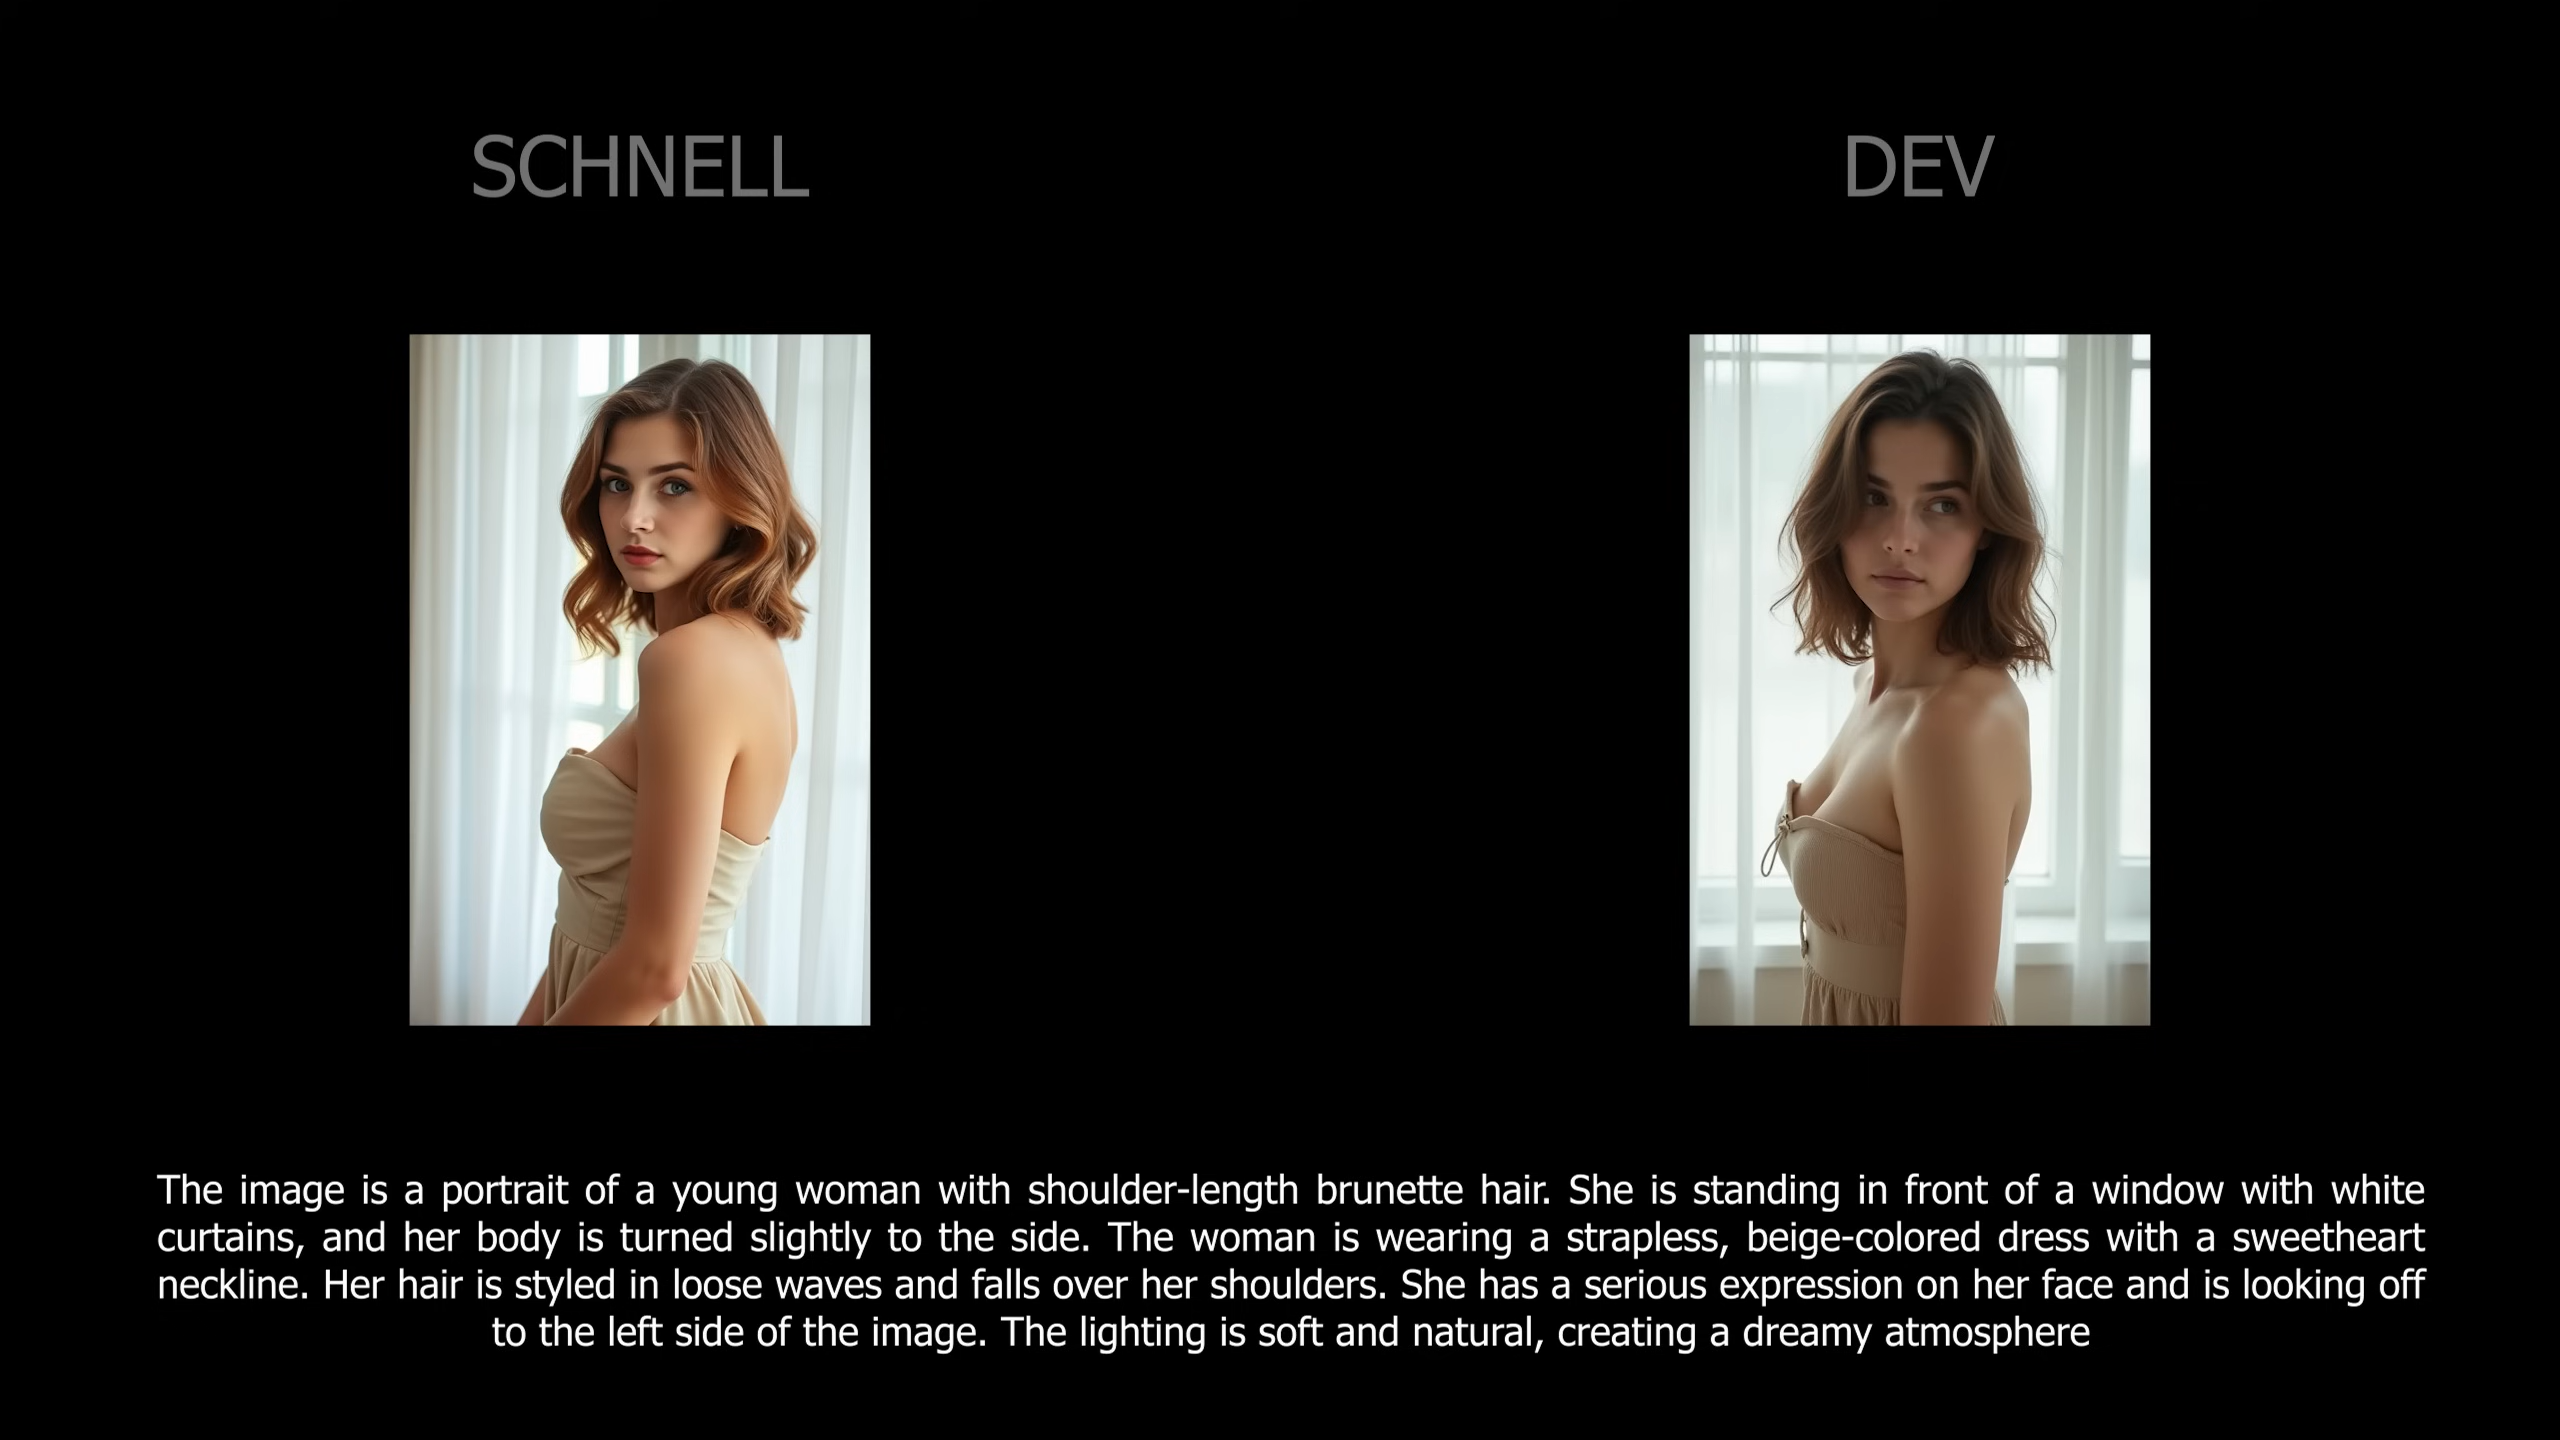 SCHNELL
DEV
The image is a portrait of a young woman with shoulder-length brunette hair. She is standing in front of a window with white
curtains, and her body is turned slightly to the side. The woman is wearing a strapless, beige-colored dress with a sweetheart
neckline. Her hair is styled in loose waves and falls over her shoulders. She has a serious expression on her face and is looking off
to the left side of the image. The lighting is soft and natural, creating a dreamy atmosphere